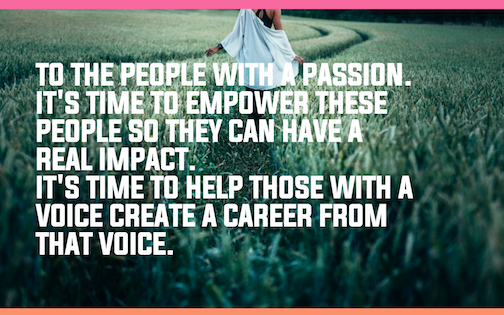 TO THE PEOPLE WITH A PASSION.
IT'S TIME TO EMPOWER THESE
PEOPLE SO THEY CAN HAVE A
REAL IMPACT.
IT'S TIME TO HELP THOSE WITH A
VOICE CREATE A CAREER FROM
THAT VOICE.